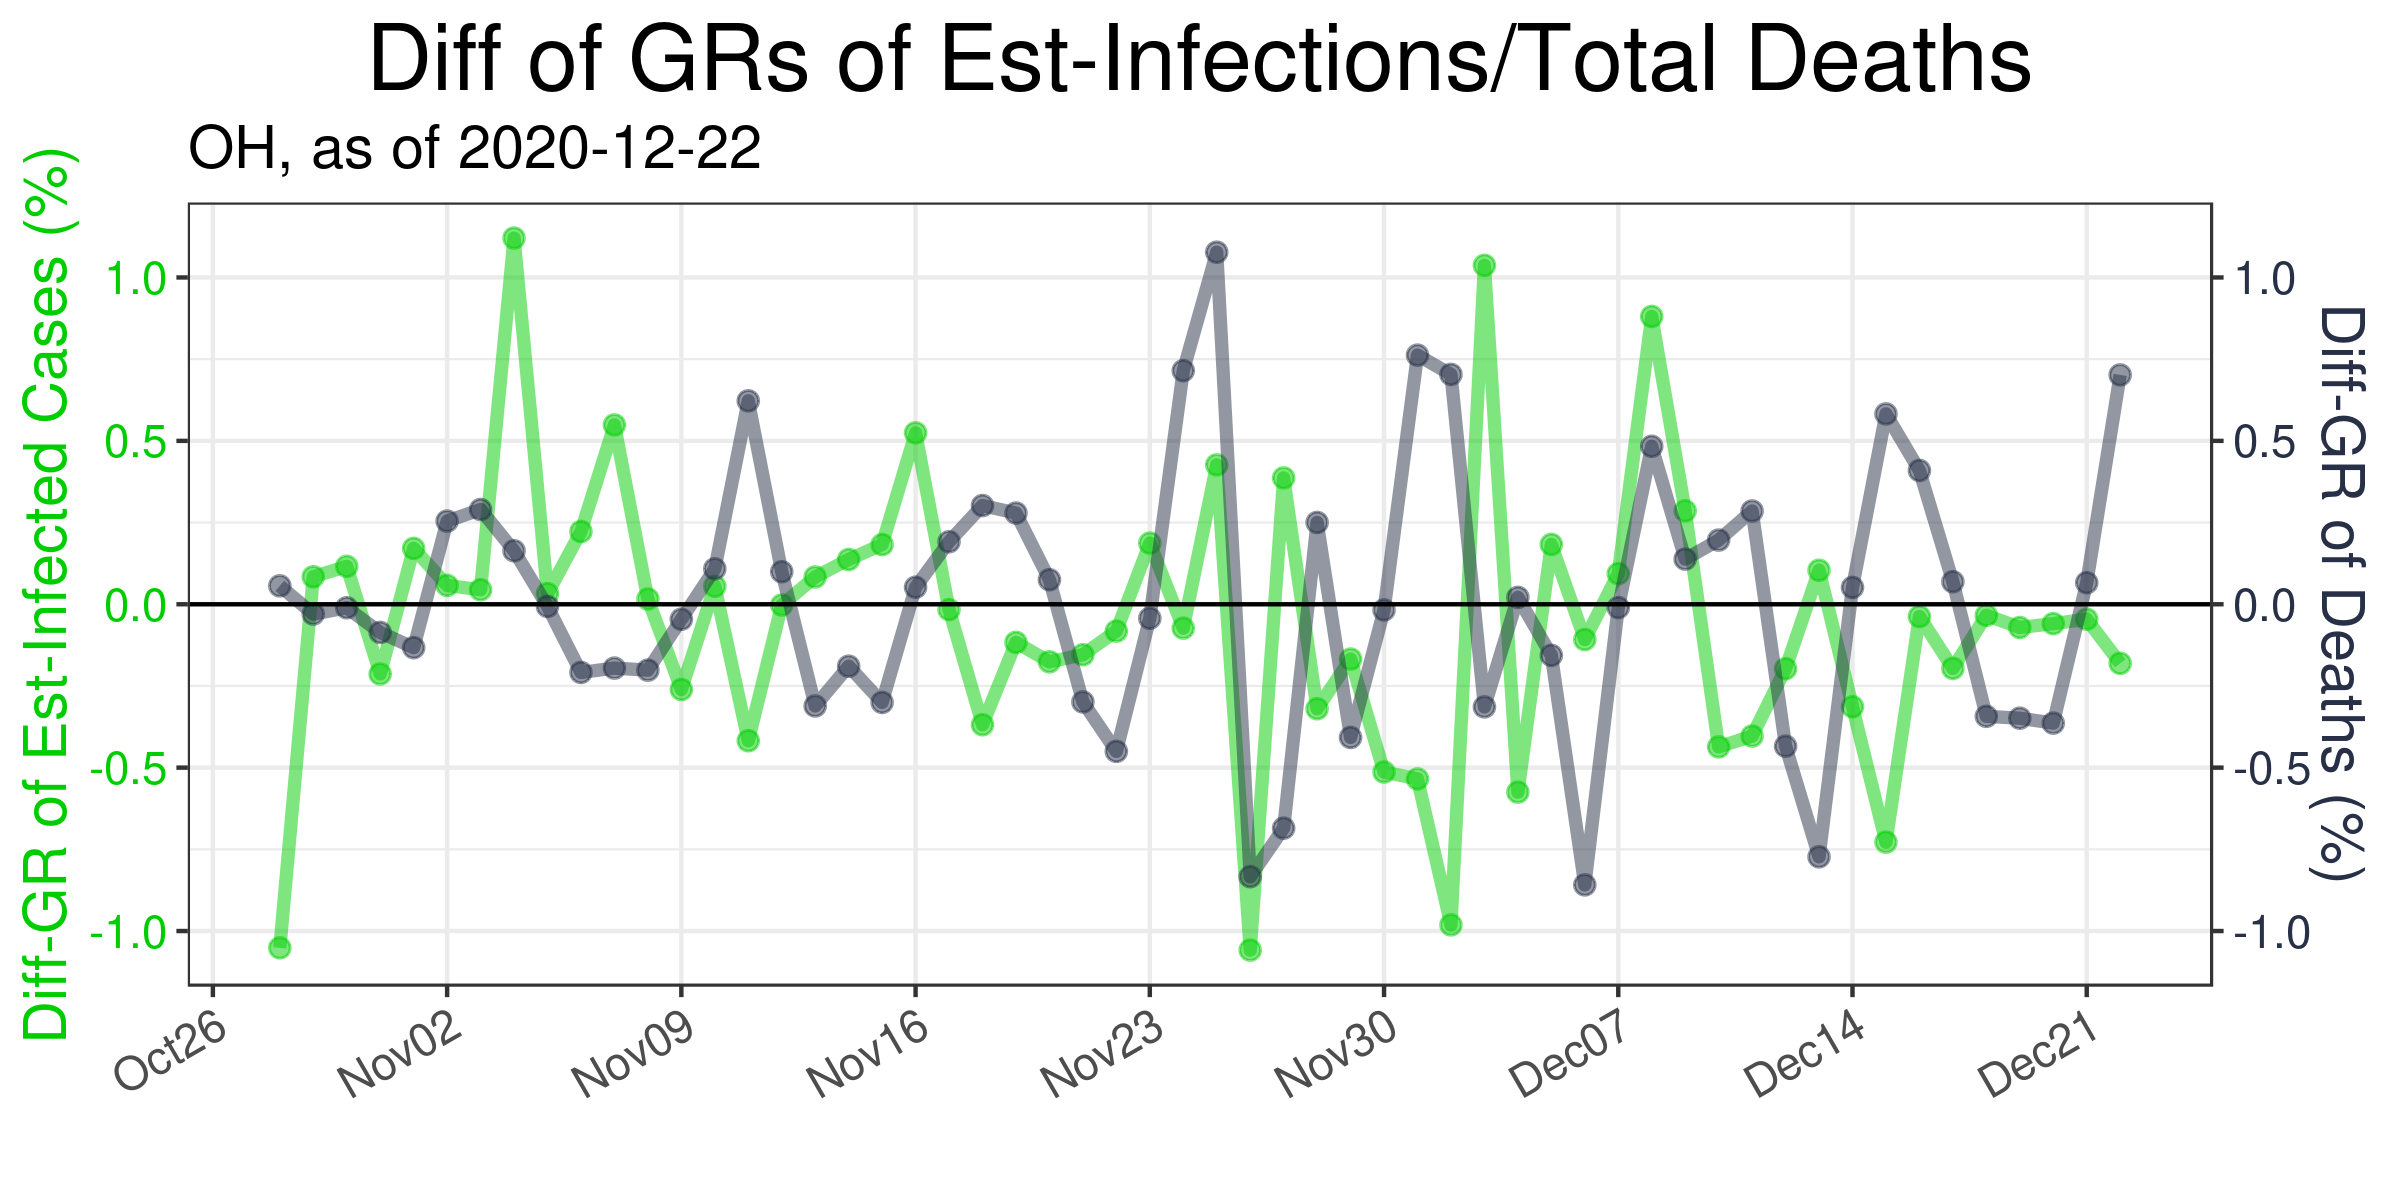 Diff of GRs of Est-Infections/Total Deaths
OH, as of 2020-12-22
Diff-GR of Est-Infected Cases (%)
1.0
0.5
0.0
-0.5
-1.0
1.0
0.5
0.0
-0.5
-1.0
Diff-GR of Deaths (%)
Oct26
Nov02
Nov09
Nov16
Nov23
Nov30
Dec07
Dec14
Dec21